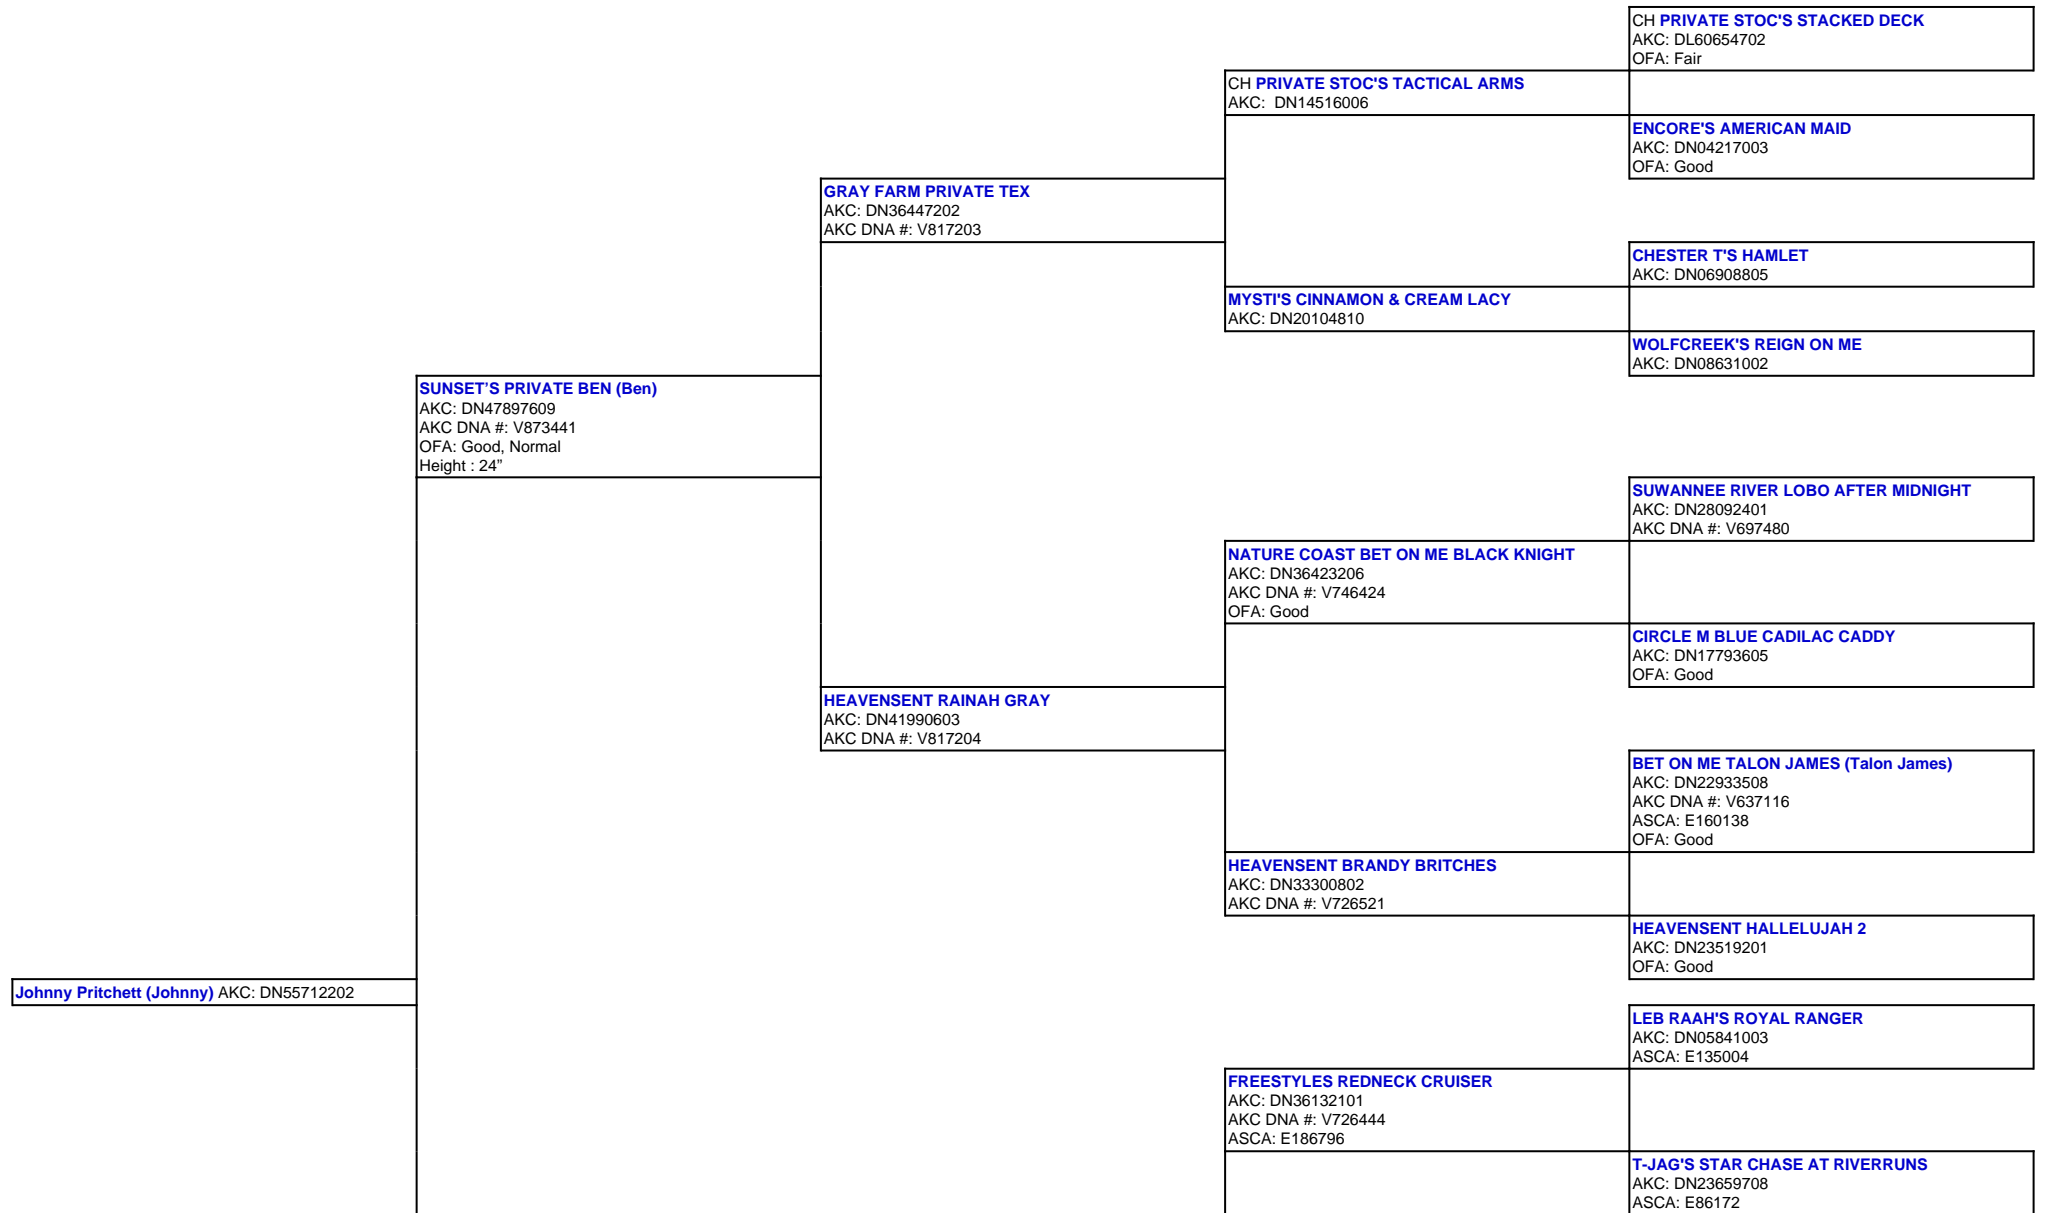 CH PRIVATE STOC'S STACKED DECK
AKC: DL60654702
OFA: Fair
CH PRIVATE STOC'S TACTICAL ARMS
AKC:  DN14516006
ENCORE'S AMERICAN MAID
AKC: DN04217003
OFA: Good
GRAY FARM PRIVATE TEX
AKC: DN36447202
AKC DNA #: V817203
CHESTER T'S HAMLET
AKC: DN06908805
MYSTI'S CINNAMON & CREAM LACY
AKC: DN20104810
WOLFCREEK'S REIGN ON ME
AKC: DN08631002
SUNSET’S PRIVATE BEN (Ben)
AKC: DN47897609
AKC DNA #: V873441
OFA: Good, Normal
Height : 24”
SUWANNEE RIVER LOBO AFTER MIDNIGHT
AKC: DN28092401
AKC DNA #: V697480
NATURE COAST BET ON ME BLACK KNIGHT
AKC: DN36423206
AKC DNA #: V746424
OFA: Good
CIRCLE M BLUE CADILAC CADDY
AKC: DN17793605
OFA: Good
HEAVENSENT RAINAH GRAY
AKC: DN41990603
AKC DNA #: V817204
BET ON ME TALON JAMES (Talon James)
AKC: DN22933508
AKC DNA #: V637116
ASCA: E160138
OFA: Good
HEAVENSENT BRANDY BRITCHES
AKC: DN33300802
AKC DNA #: V726521
HEAVENSENT HALLELUJAH 2
AKC: DN23519201
OFA: Good
Johnny Pritchett (Johnny) AKC: DN55712202
LEB RAAH'S ROYAL RANGER
AKC: DN05841003
ASCA: E135004
FREESTYLES REDNECK CRUISER
AKC: DN36132101
AKC DNA #: V726444
ASCA: E186796
T-JAG'S STAR CHASE AT RIVERRUNS
AKC: DN23659708
ASCA: E86172